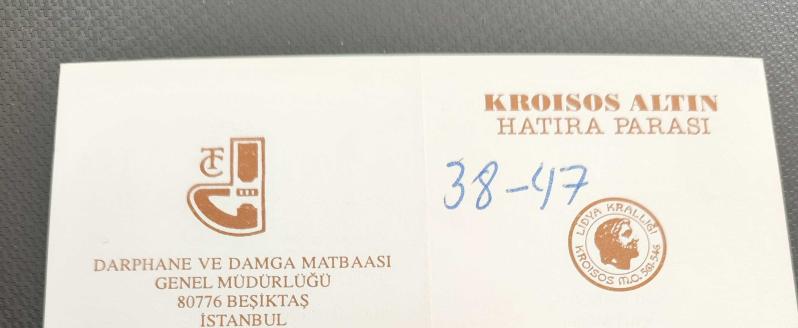 TC
DARPHANE VE DAMGA MATBAASI
GENEL MÜDÜRLÜĞÜ
80776 BEŞİKTAŞ
İSTANBUL
KROISOS ALTIN
HATIRA PARASI
38-47
LİDYA KRALLIĞI
KROISOS M.Ö. 561-546